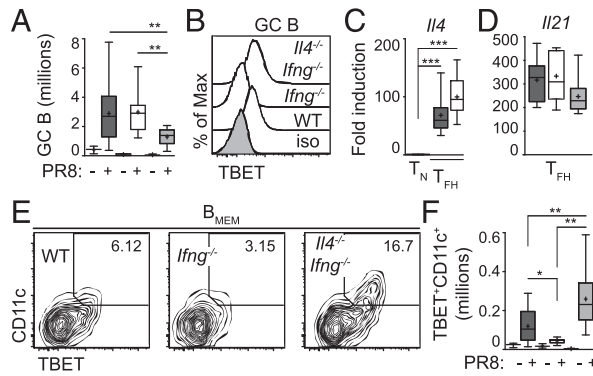 A
GC B (millions)
8
6
4
2
0
**
**
PR8: - + - + - +
B
GC B
% of Max
Il4-/-
Ifng-/-
Ifng-/-
WT
iso
TBET
C
Il4
Fold induction
200
100
0
***
***
TN TFH
D
Il21
500
400
300
200
100
0
TFH
E
BMEM
WT
6.12
Ifng-/-
3.15
Il4-/-
Ifng-/-
16.7
CD11c
TBET
F
TBET+CD11c+
(millions)
0.6
0.4
0.2
0.0
**
**
*
PR8: - + - + - +